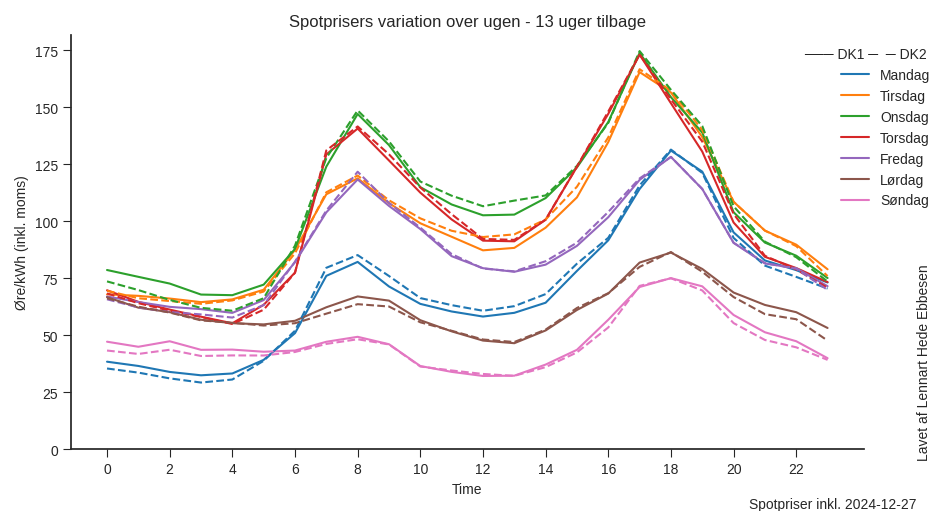 Spotprisers variation over ugen - 13 uger tilbage
DK1 DK2
Mandag
Tirsdag
Onsdag
Torsdag
Fredag
Lørdag
Søndag
Øre/kWh (inkl. moms)
175
150
125
100
75
50
25
0
0 2 4 6 8 10 12 14 16 18 20 22
Time
Lavet af Lennart Hede Ebbesen
Spotpriser inkl. 2024-12-27